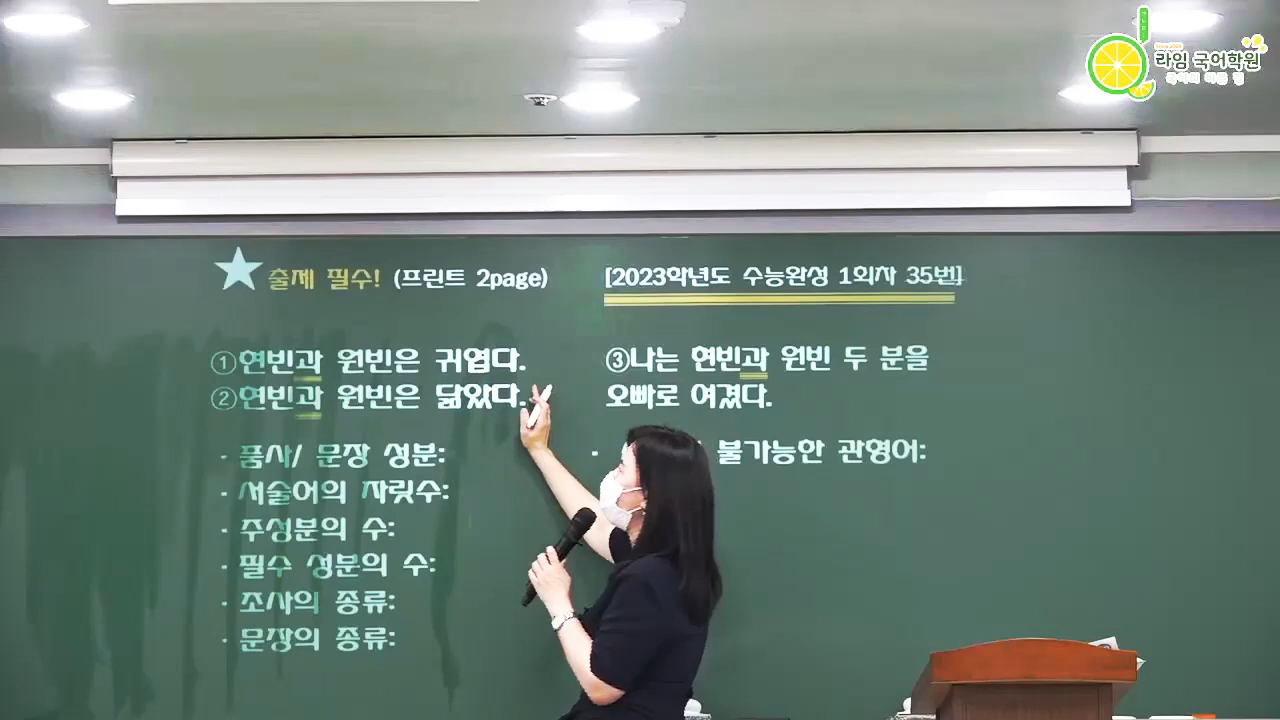 라임 국어학원
출제 필수! (프린트 2page)
[2023학년도 수능완성 1회차 35번]
①현빈과 원빈은 귀엽다.
②현빈과 원빈은 닮았다.
· 품사/ 문장 성분:
· 서술어의 자릿수:
· 주성분의 수:
· 필수 성분의 수:
· 조사의 종류:
· 문장의 종류:
③나는 현빈과 원빈 두 분을
오빠로 여겼다.
· 불가능한 관형어: